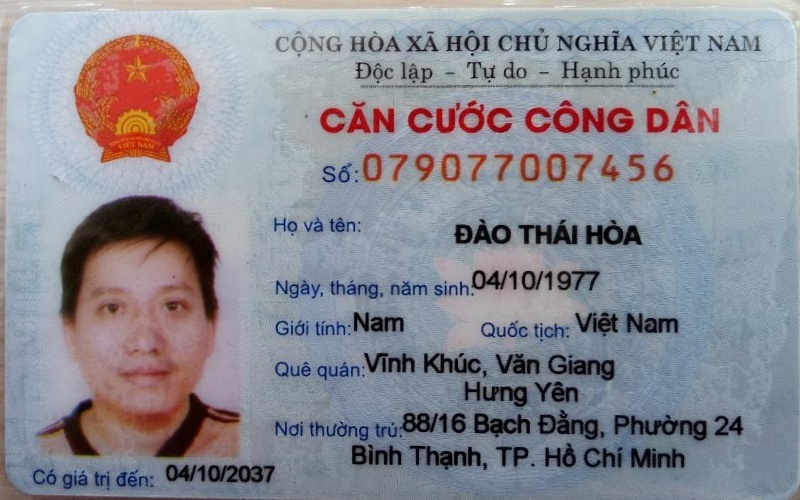 CỘNG HÒA XÃ HỘI CHỦ NGHĨA VIỆT NAM
Độc lập - Tự do - Hạnh phúc
CĂN CƯỚC CÔNG DÂN
Số: 079077007456
Họ và tên: ĐÀO THÁI HÒA
Ngày, tháng, năm sinh: 04/10/1977
Giới tính: Nam Quốc tịch: Việt Nam
Quê quán: Vĩnh Khúc, Văn Giang
Hưng Yên
Nơi thường trú: 88/16 Bạch Đằng, Phường 24
Bình Thạnh, TP. Hồ Chí Minh
Có giá trị đến: 04/10/2037
VIỆT NAM